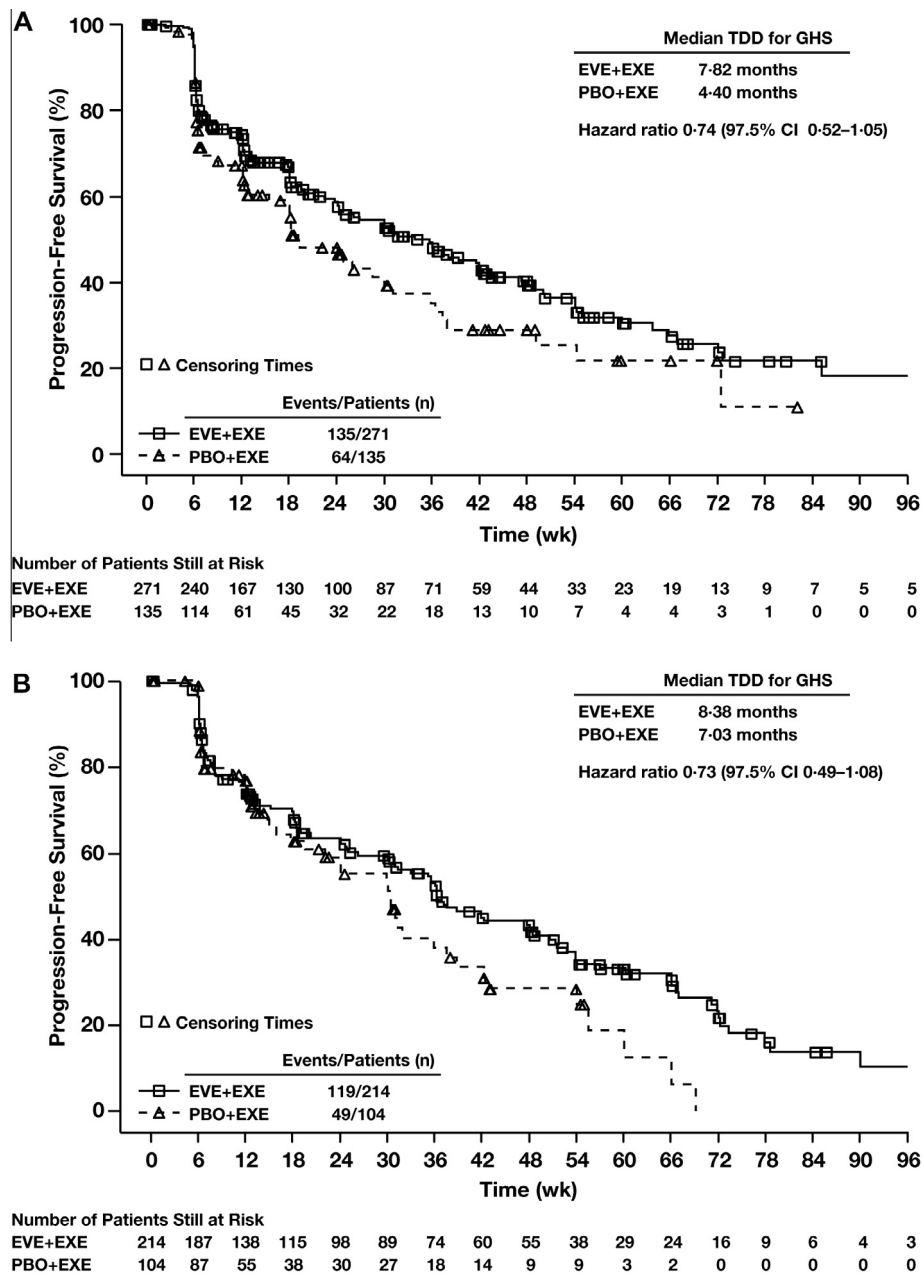 A
Progression-Free Survival (%)
100
80
60
40
20
0
Median TDD for GHS
EVE+EXE 7·82 months
PBO+EXE 4·40 months
Hazard ratio 0·74 (97.5% CI 0·52–1·05)
Censoring Times
Events/Patients (n)
EVE+EXE 135/271
PBO+EXE 64/135
0 6 12 18 24 30 36 42 48 54 60 66 72 78 84 90 96
Time (wk)
Number of Patients Still at Risk
EVE+EXE 271 240 167 130 100 87 71 59 44 33 23 19 13 9 7 5 5
PBO+EXE 135 114 61 45 32 22 18 13 10 7 4 4 3 1 0 0 0
B
Progression-Free Survival (%)
100
80
60
40
20
0
Median TDD for GHS
EVE+EXE 8·38 months
PBO+EXE 7·03 months
Hazard ratio 0·73 (97.5% CI 0·49–1·08)
Censoring Times
Events/Patients (n)
EVE+EXE 119/214
PBO+EXE 49/104
0 6 12 18 24 30 36 42 48 54 60 66 72 78 84 90 96
Time (wk)
Number of Patients Still at Risk
EVE+EXE 214 187 138 115 98 89 74 60 55 38 29 24 16 9 6 4 3
PBO+EXE 104 87 55 38 30 27 18 14 9 9 3 2 0 0 0 0 0